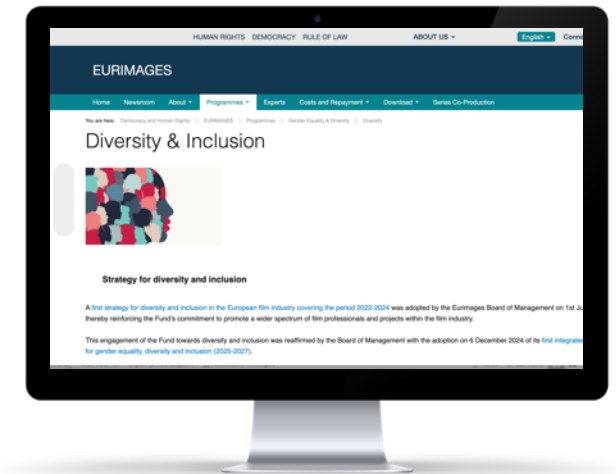 HUMAN RIGHTS DEMOCRACY RULE OF LAW ABOUT US English
EURIMAGES
Home Newsroom About Programmes Experts Costs and Repayment Download Series Co-Production
You are here: Democracy and Human Dignity EURIMAGES Programmes Gender Equality & Diversity Diversity
Diversity & Inclusion
Strategy for diversity and inclusion
A first strategy for diversity and inclusion in the European film industry covering the period 2022-2024 was adopted by the Eurimages Board of Management on 1st
thereby reinforcing the Fund's commitment to promote a wider spectrum of film professionals and projects within the film industry.
This engagement of the Fund towards diversity and inclusion was reaffirmed by the Board of Management with the adoption on 6 December 2024 of its first integrated
for gender equality, diversity and inclusion (2025-2027).